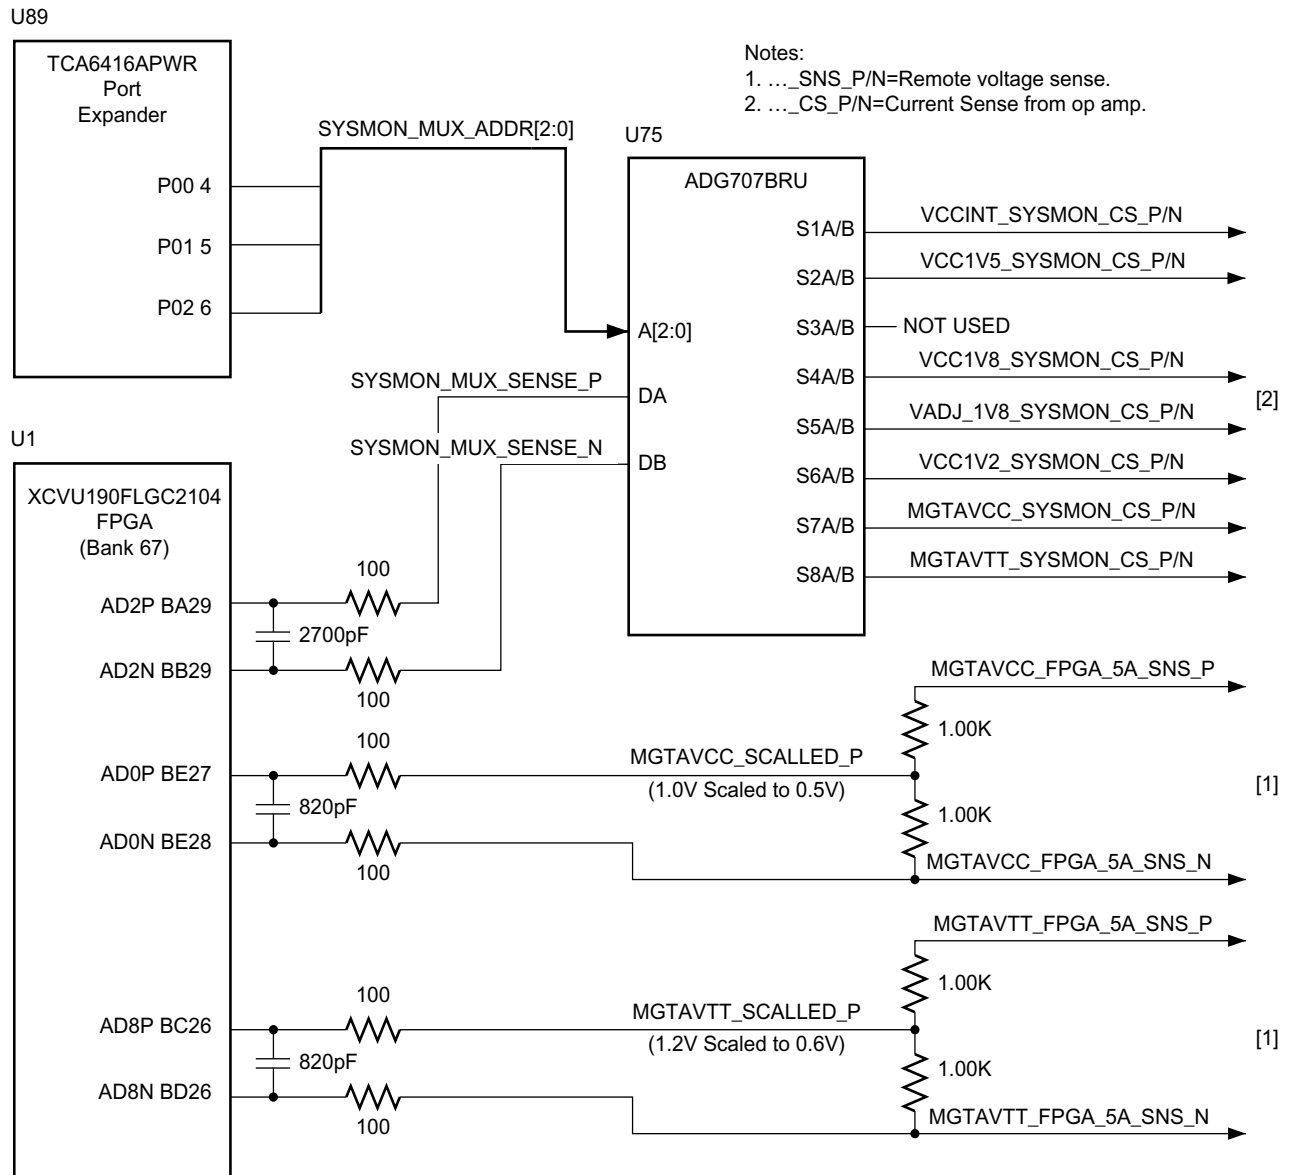 U89
TCA6416APWR
Port
Expander
P00 4
P01 5
P02 6
SYSMON_MUX_ADDR[2:0]
Notes:
1. …_SNS_P/N=Remote voltage sense.
2. …_CS_P/N=Current Sense from op amp.
U75
ADG707BRU
A[2:0]
DA
DB
S1A/B
S2A/B
S3A/B
S4A/B
S5A/B
S6A/B
S7A/B
S8A/B
VCCINT_SYSMON_CS_P/N
VCC1V5_SYSMON_CS_P/N
NOT USED
VCC1V8_SYSMON_CS_P/N
VADJ_1V8_SYSMON_CS_P/N
VCC1V2_SYSMON_CS_P/N
MGTAVCC_SYSMON_CS_P/N
MGTAVTT_SYSMON_CS_P/N
[2]
SYSMON_MUX_SENSE_P
SYSMON_MUX_SENSE_N
U1
XCVU190FLGC2104
FPGA
(Bank 67)
AD2P BA29
AD2N BB29
100
2700pF
100
AD0P BE27
AD0N BE28
100
820pF
100
MGTAVCC_SCALLED_P
(1.0V Scaled to 0.5V)
MGTAVCC_FPGA_5A_SNS_P
1.00K
1.00K
MGTAVCC_FPGA_5A_SNS_N
[1]
AD8P BC26
AD8N BD26
100
820pF
100
MGTAVTT_SCALLED_P
(1.2V Scaled to 0.6V)
MGTAVTT_FPGA_5A_SNS_P
1.00K
1.00K
MGTAVTT_FPGA_5A_SNS_N
[1]